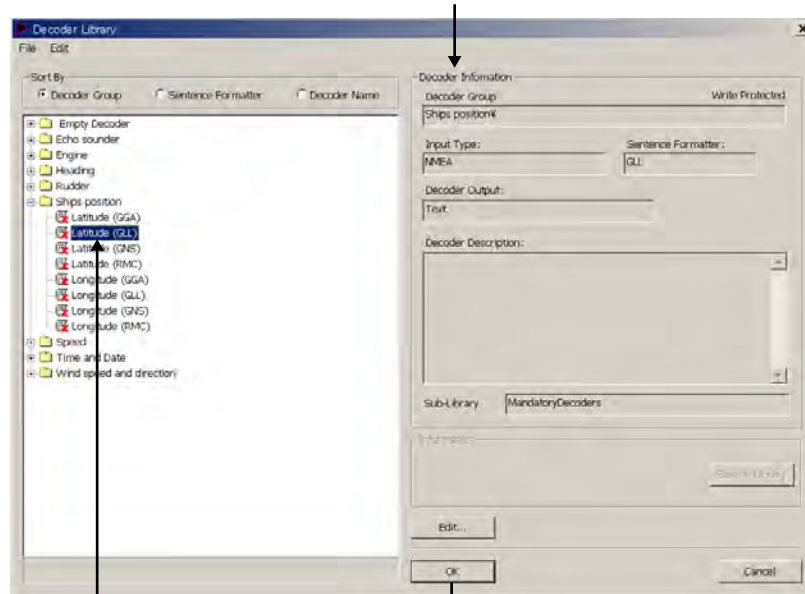 Decoder Library
File Edit
Sort By
Decoder Group Sentence Formatter Decoder Name
Empty Decoder
Echo sounder
Engine
Heading
Rudder
Ships position
Latitude (GGA)
Latitude (GLL)
Latitude (GNS)
Latitude (RMC)
Longitude (GGA)
Longitude (GLL)
Longitude (GNS)
Longitude (RMC)
Speed
Time and Date
Wind speed and direction
Decoder Information
Decoder Group Write Protected
Ships position¥
Input Type: Sentence Formatter:
NMEA GLL
Decoder Output:
Text
Decoder Description:
Sub-Library MandatoryDecoders
Information
Edit...
OK Cancel